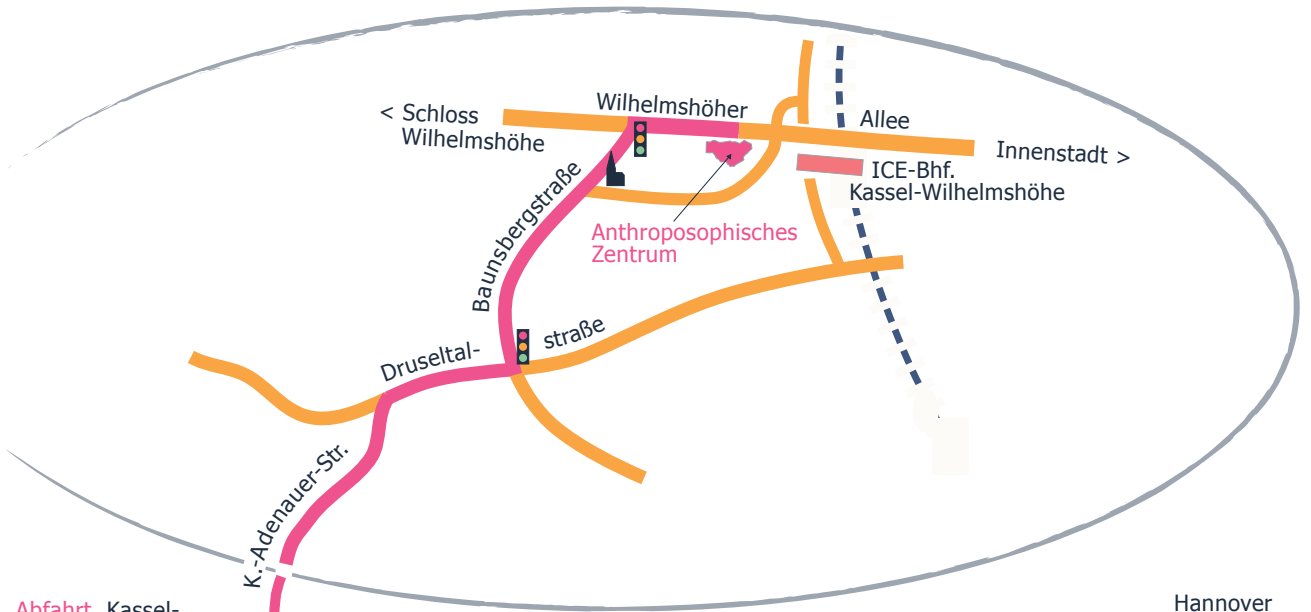 Wilhelmshöher
Allee
< Schloss
Wilhelmshöhe
Innenstadt >
ICE-Bhf.
Kassel-Wilhelmshöhe
Baunsbergstraße
Anthroposophisches
Zentrum
Druseltal-
straße
K.-Adenauer-Str.
Abfahrt Kassel-
Hannover